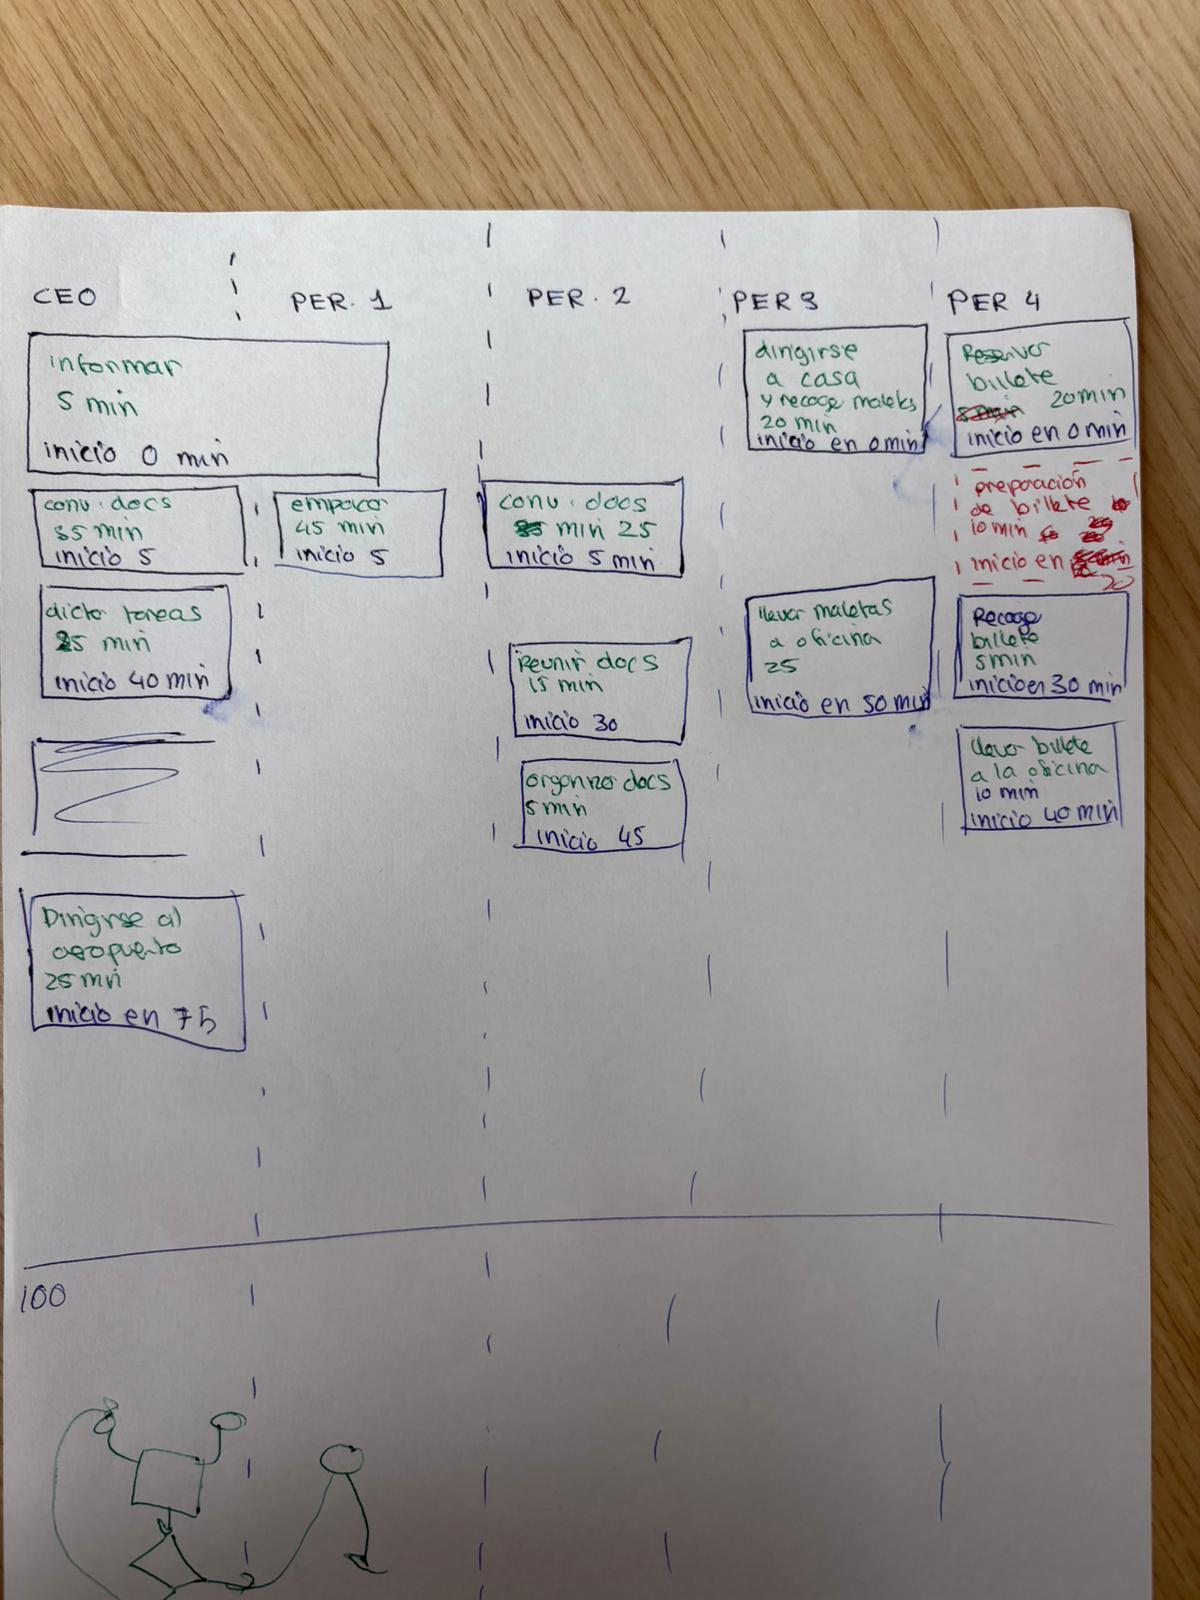 CEO
PER. 1
PER. 2
PER 3
PER 4
informar
5 min
inicio 0 min
conv. docs
35 min
inicio 5
dictar tareas
25 min
inicio 40 min
Dirigrse al
aeropuerto
25 min
inicio en 75
empacar
45 min
inicio 5
conv. docs
min 25
inicio 5 min
Reunir docs
15 min
inicio 30
organizar docs
5 min
inicio 45
dirigirse
a casa
y recoge maletas
20 min
inicio en 0 min
llevar maletas
a oficina
25
inicio en 50 min
Reservar
billete
20 min
inicio en 0 min
preparación
de billete
10 min
inicio en
20
Recoge
billete
5 min
inicio en 30 min
llevar billete
a la oficina
10 min
inicio 40 min
100